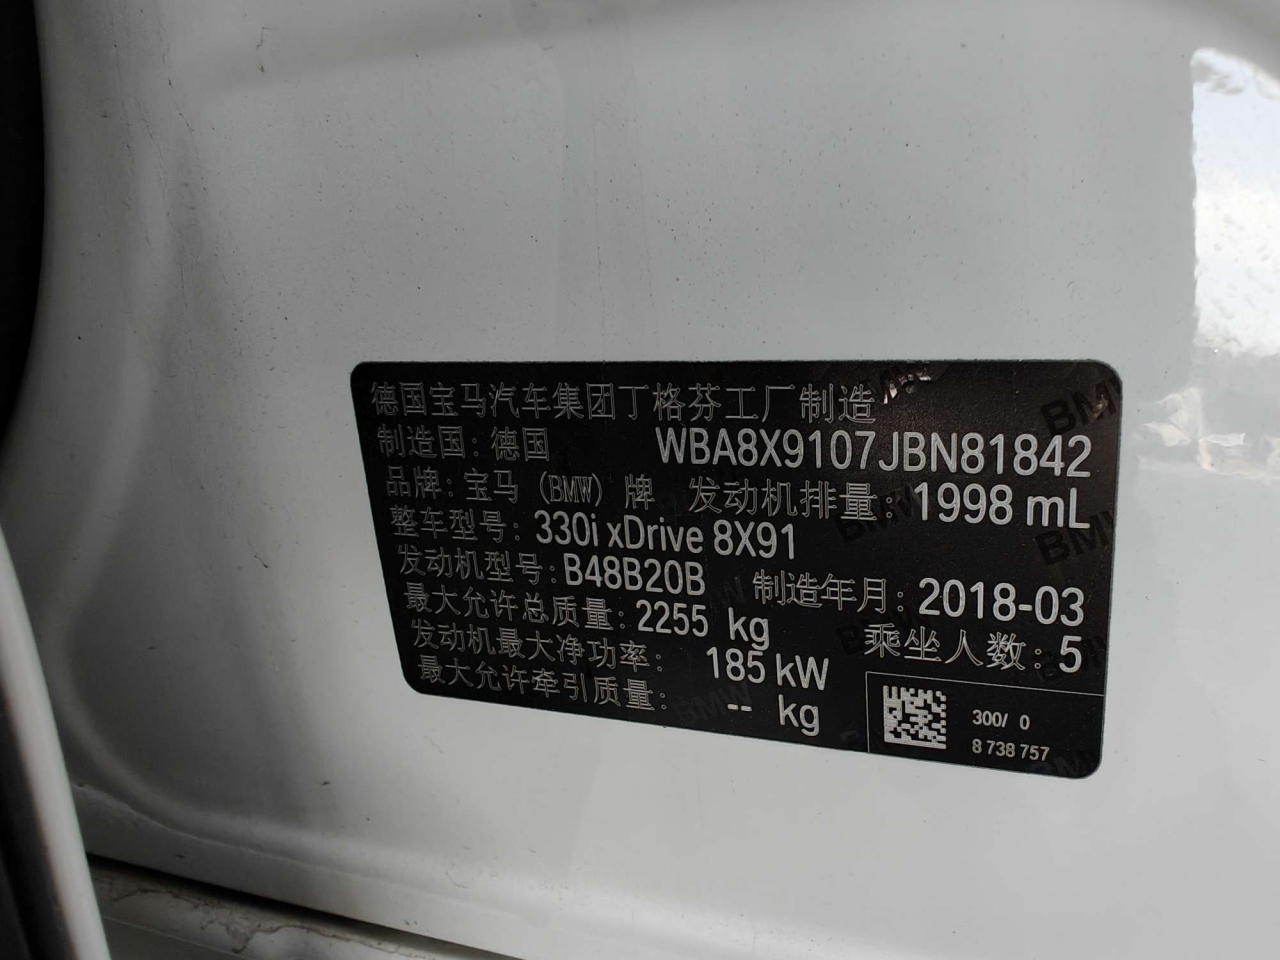 德国宝马汽车集团丁格芬工厂制造
制造国: 德国 WBA8X9107JBN81842
品牌: 宝马 (BMW) 牌 发动机排量: 1998 mL
整车型号: 330i xDrive 8X91
发动机型号: B48B20B 制造年月: 2018-03
最大允许总质量: 2255 kg 乘坐人数: 5
发动机最大净功率: 185 kW
最大允许牵引质量: -- kg
300/ 0
8 738 757